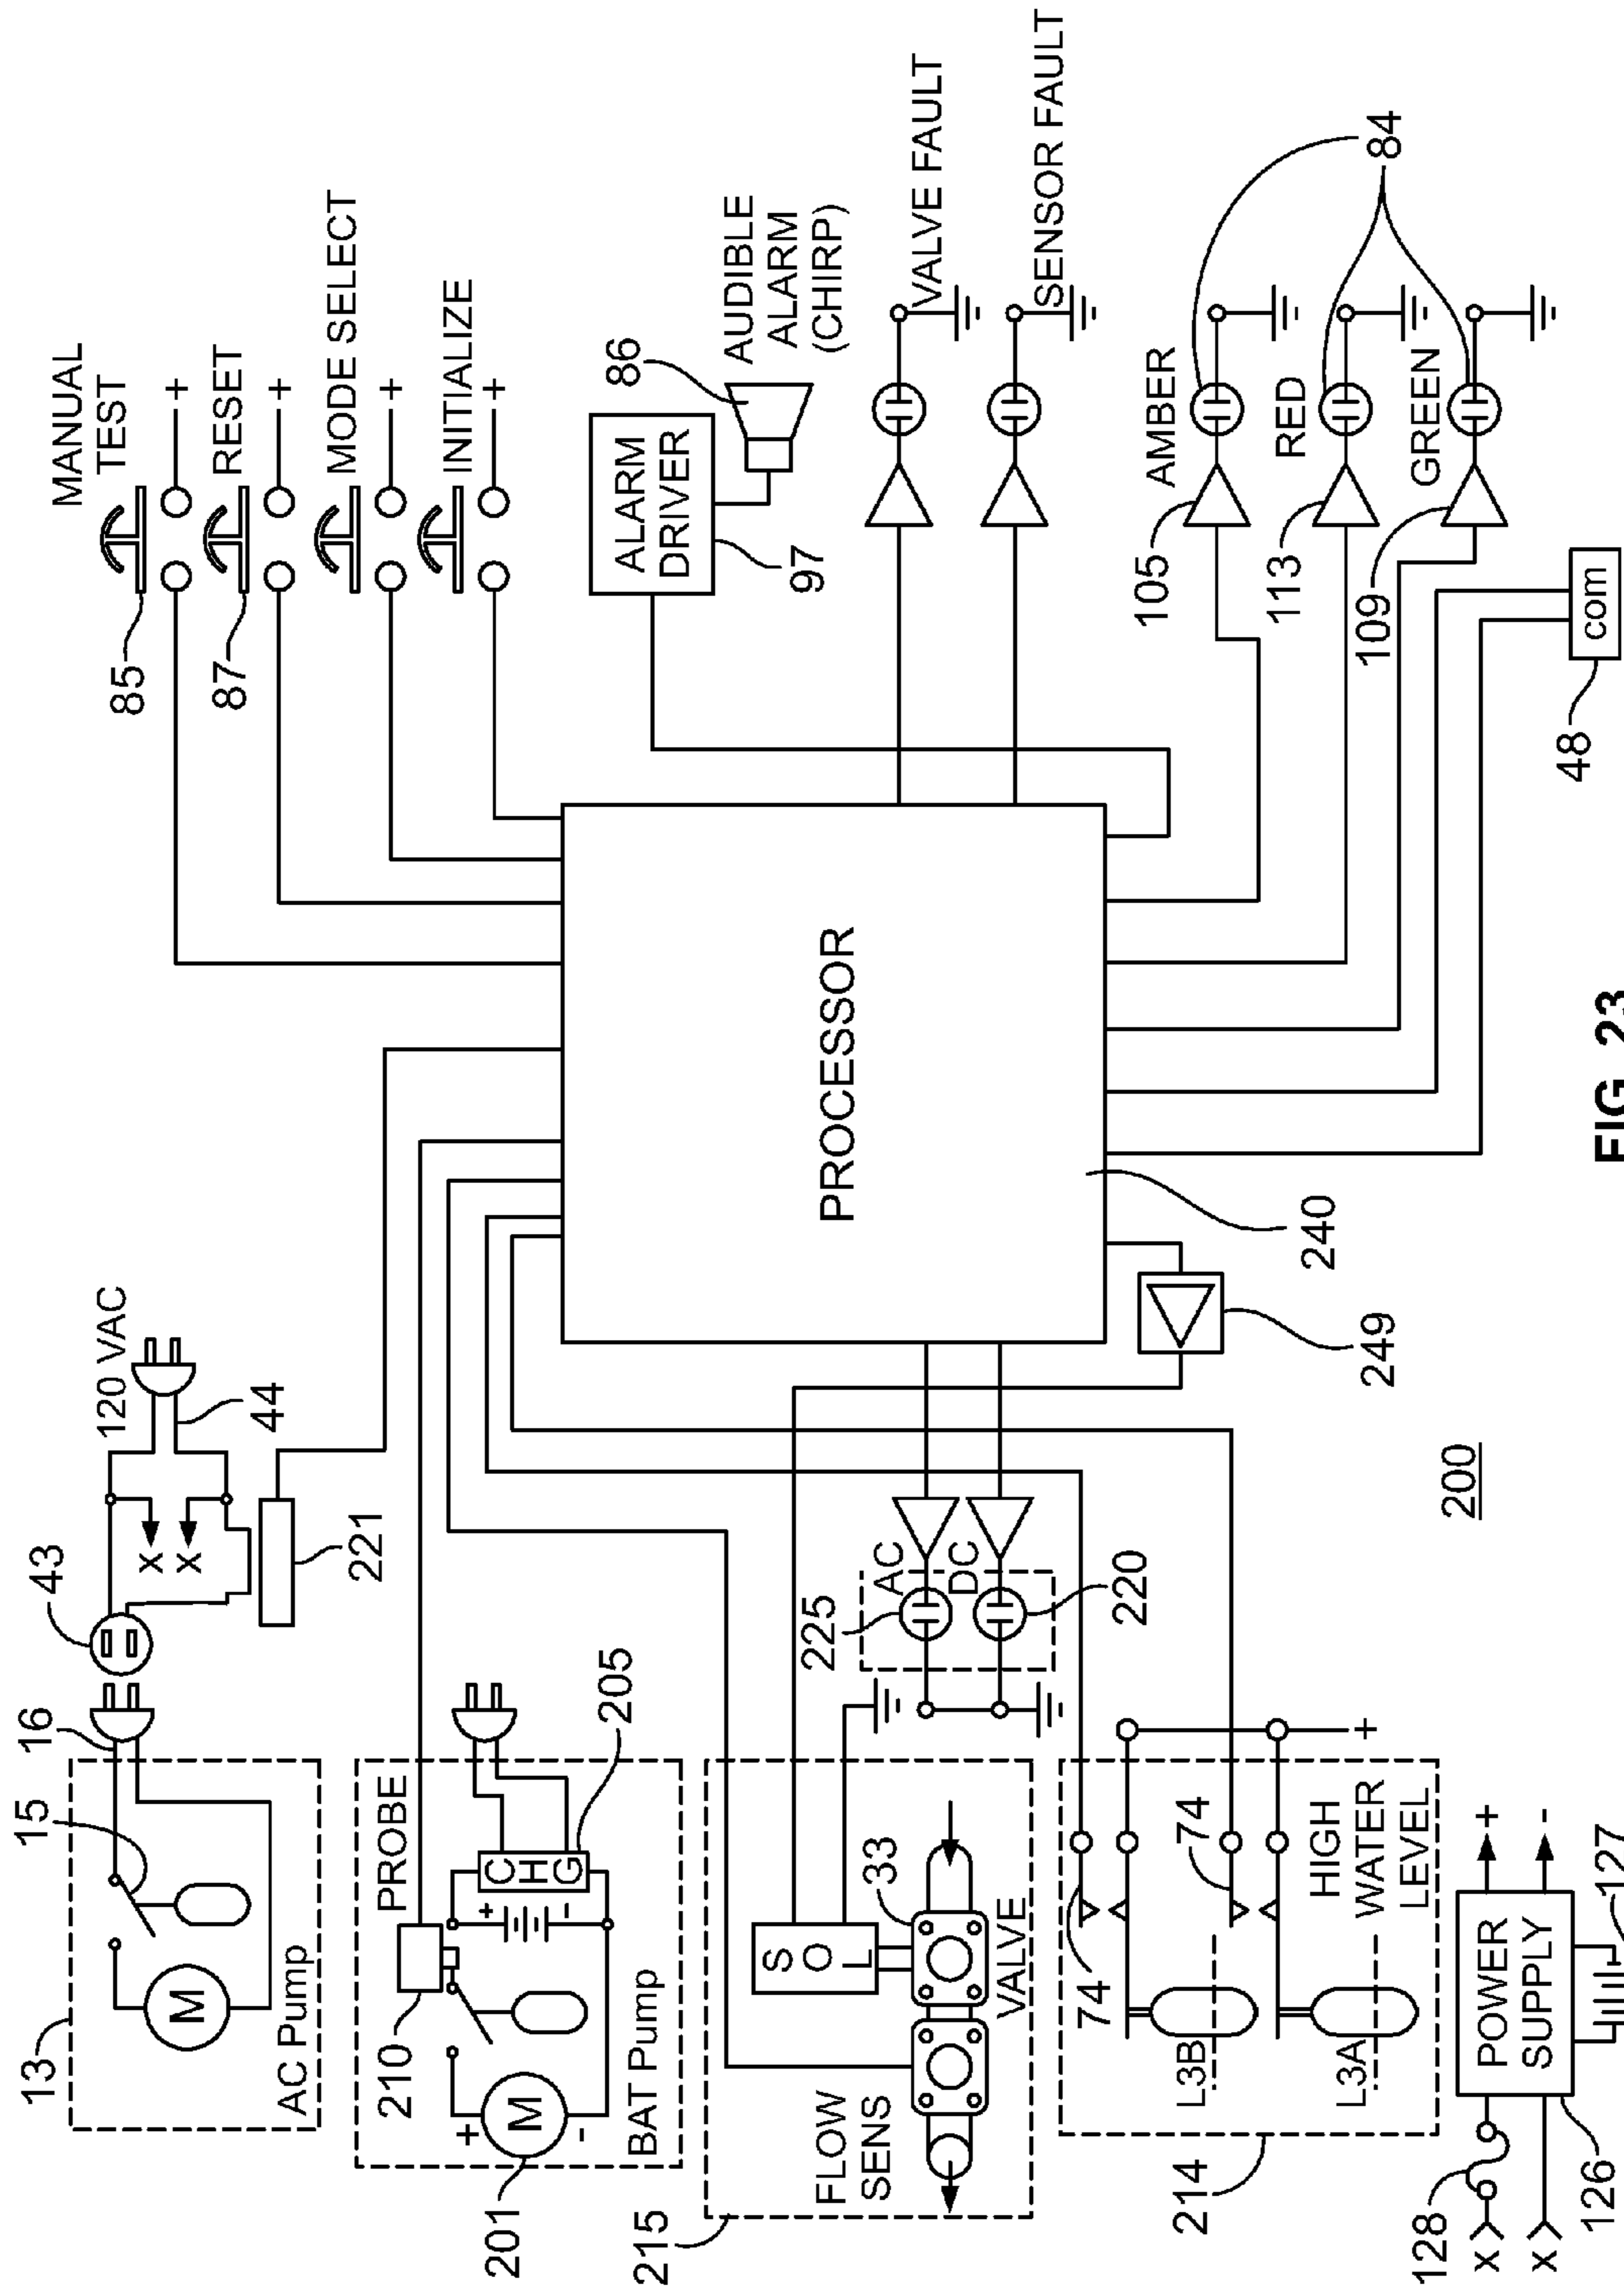 13
15
16
43
120 VAC
44
X
X
221
M
AC Pump
MANUAL
TEST
+
85
RESET
+
87
MODE SELECT
+
INITIALIZE
+
PROBE
210
+
M
-
201
+
-
CHG
205
BAT Pump
ALARM
DRIVER
97
86
AUDIBLE
ALARM
(CHIRP)
PROCESSOR
240
VALVE FAULT
SENSOR FAULT
215
FLOW
SENS
SOL
33
VALVE
225
AC
DC
220
249
AMBER
105
RED
113
GREEN
109
84
214
74
74
L3B
L3A
HIGH
WATER
LEVEL
+
com
48
128
X
X
POWER
SUPPLY
+
-
126
127
200
FIG. 23